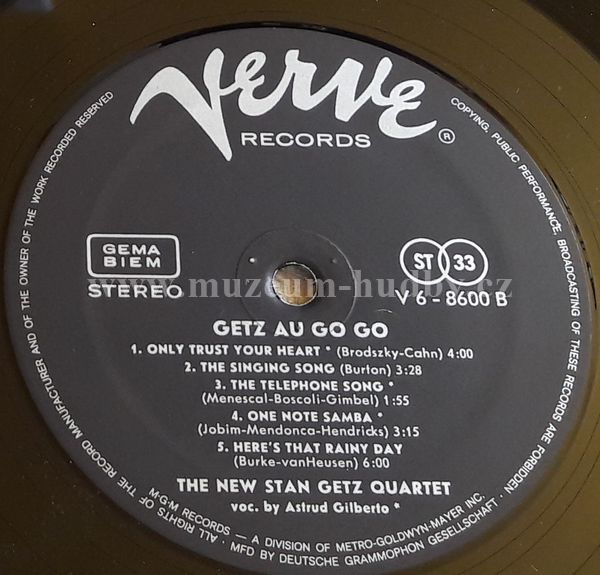 Verve
RECORDS
®
GEMA
BIEM
STEREO
ST 33
V 6 - 8600 B
www.muzeum-hudby.cz
GETZ AU GO GO
1. ONLY TRUST YOUR HEART * (Brodszky-Cahn) 4:00
2. THE SINGING SONG (Burton) 3:28
3. THE TELEPHONE SONG *
(Menescal-Boscoli-Gimbel) 1:55
4. ONE NOTE SAMBA *
(Jobim-Mendonca-Hendricks) 3:15
5. HERE'S THAT RAINY DAY
(Burke-vanHeusen) 6:00
THE NEW STAN GETZ QUARTET
voc. by Astrud Gilberto *
M·G·M RECORDS — A DIVISION OF METRO-GOLDWYN-MAYER INC.
ALL RIGHTS OF THE RECORD MANUFACTURER AND OF THE OWNER OF THE WORK RECORDED RESERVED
COPYING, PUBLIC PERFORMANCE, BROADCASTING OF THESE RECORDS ARE FORBIDDEN
MFD BY DEUTSCHE GRAMMOPHON GESELLSCHAFT